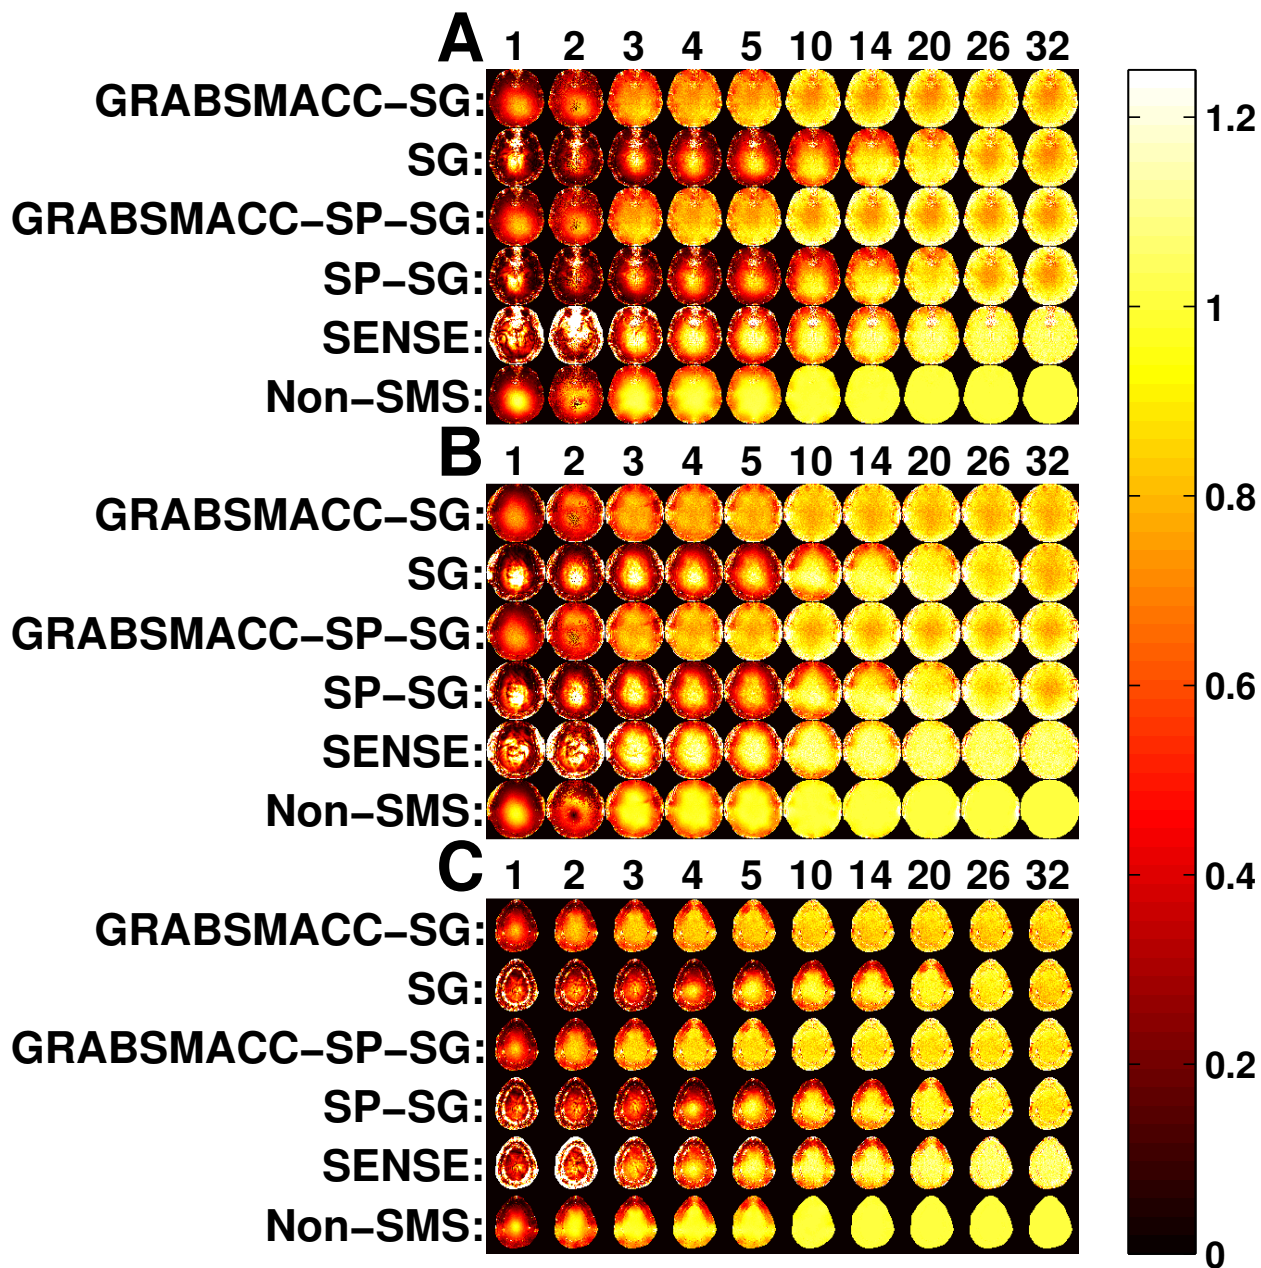 A 1 2 3 4 5 10 14 20 26 32
GRABSMACC−SG:
SG:
GRABSMACC−SP−SG:
SP−SG:
SENSE:
Non−SMS:
B 1 2 3 4 5 10 14 20 26 32
GRABSMACC−SG:
SG:
GRABSMACC−SP−SG:
SP−SG:
SENSE:
Non−SMS:
C 1 2 3 4 5 10 14 20 26 32
GRABSMACC−SG:
SG:
GRABSMACC−SP−SG:
SP−SG:
SENSE:
Non−SMS:
1.2
1
0.8
0.6
0.4
0.2
0